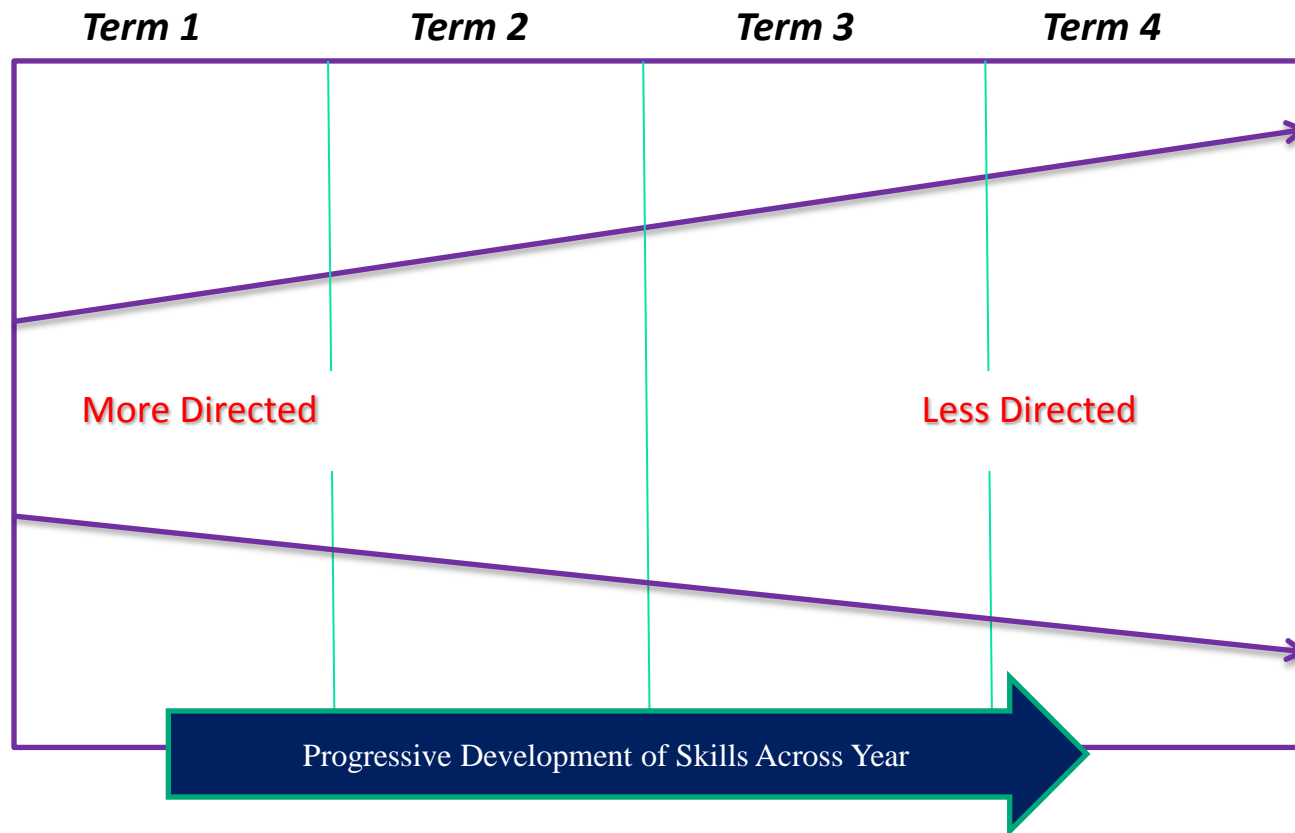 Term 1 Term 2 Term 3 Term 4
More Directed Less Directed
Progressive Development of Skills Across Year